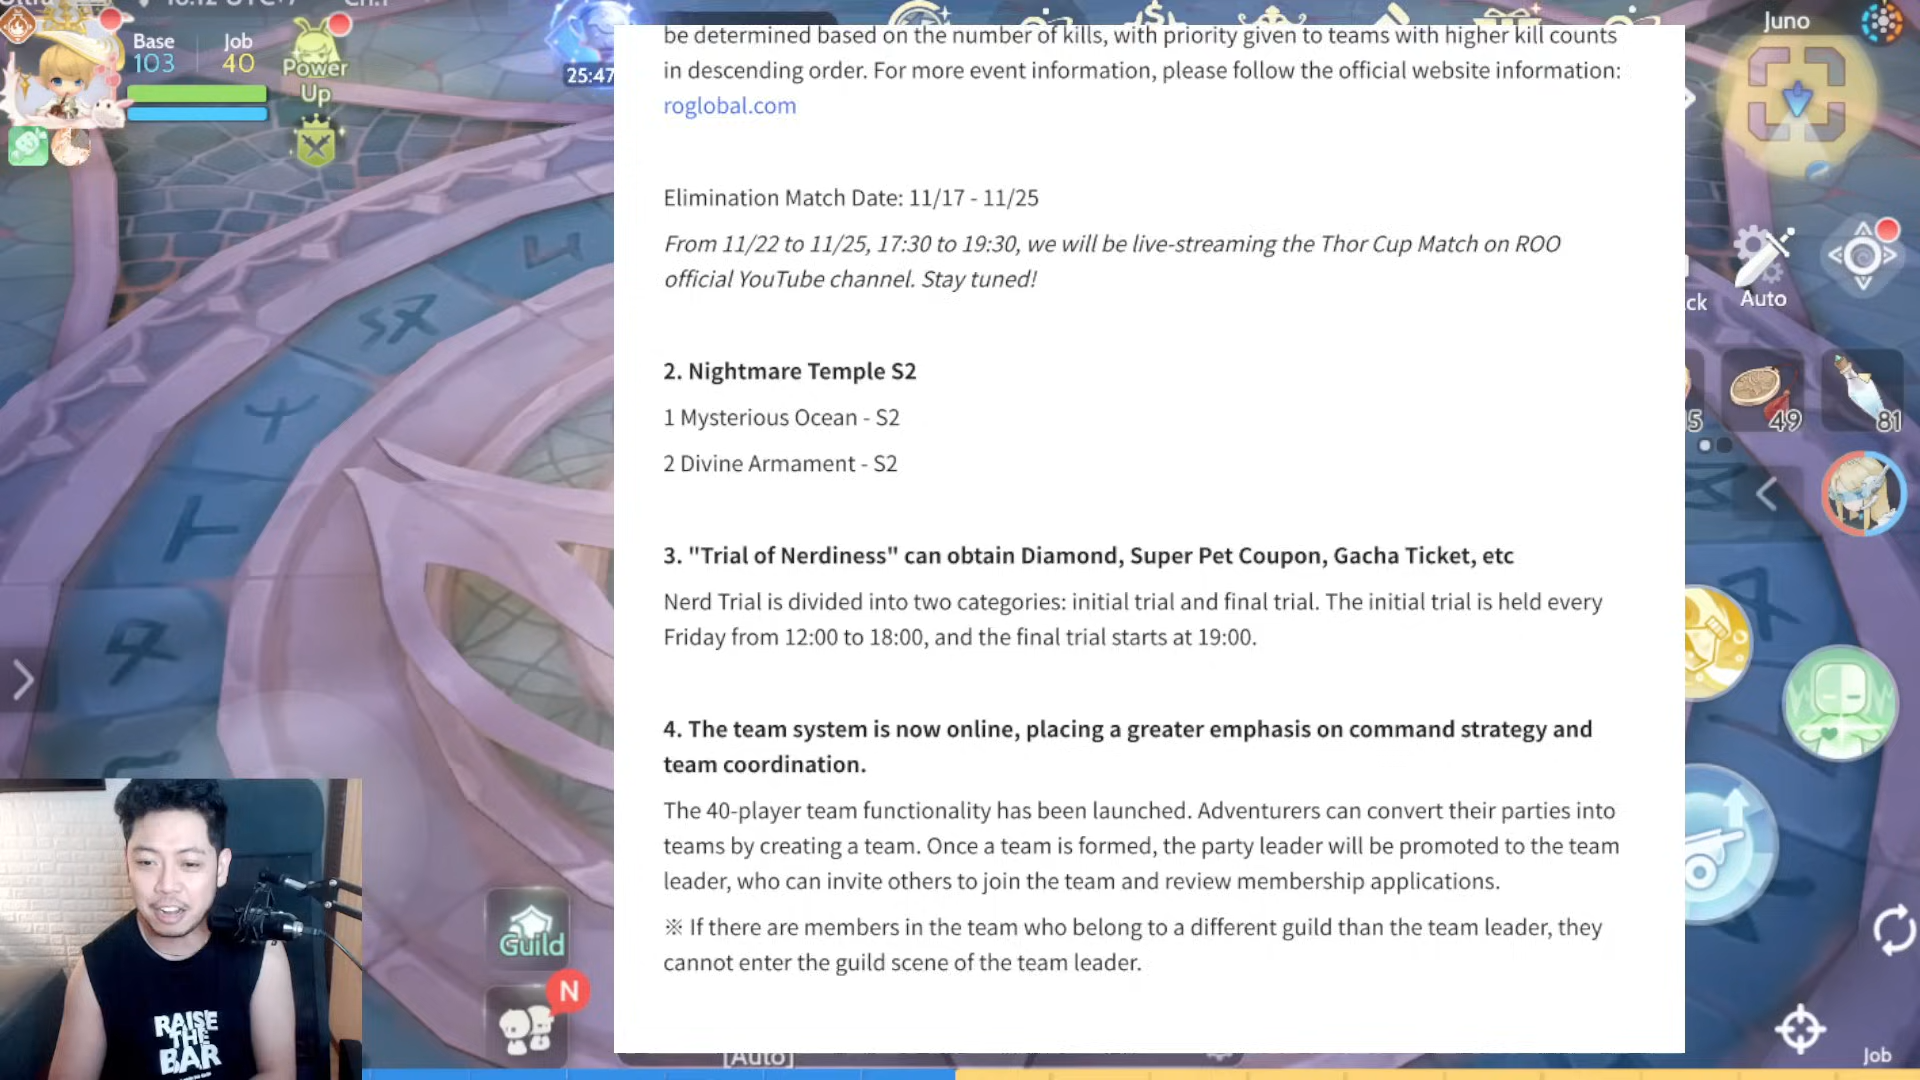 Juno
Base
Job
103
40
Power
Up
25:47
be determined based on the number of kills, with priority given to teams with higher kill counts
in descending order. For more event information, please follow the official website information:
roglobal.com
Elimination Match Date: 11/17 - 11/25
From 11/22 to 11/25, 17:30 to 19:30, we will be live-streaming the Thor Cup Match on ROO
official YouTube channel. Stay tuned!
2. Nightmare Temple S2
1 Mysterious Ocean - S2
2 Divine Armament - S2
3. "Trial of Nerdiness" can obtain Diamond, Super Pet Coupon, Gacha Ticket, etc
Nerd Trial is divided into two categories: initial trial and final trial. The initial trial is held every
Friday from 12:00 to 18:00, and the final trial starts at 19:00.
4. The team system is now online, placing a greater emphasis on command strategy and
team coordination.
The 40-player team functionality has been launched. Adventurers can convert their parties into
teams by creating a team. Once a team is formed, the party leader will be promoted to the team
leader, who can invite others to join the team and review membership applications.
※ If there are members in the team who belong to a different guild than the team leader, they
cannot enter the guild scene of the team leader.
ck
Auto
5
49
81
Guild
N
RAISE
THE
BAR
[Auto]
Job